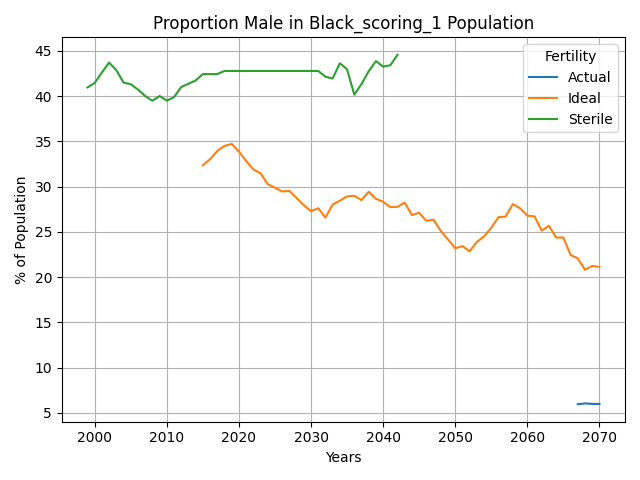 Proportion Male in Black_scoring_1 Population
% of Population
45
40
35
30
25
20
15
10
5
Fertility
Actual
Ideal
Sterile
2000 2010 2020 2030 2040 2050 2060 2070
Years